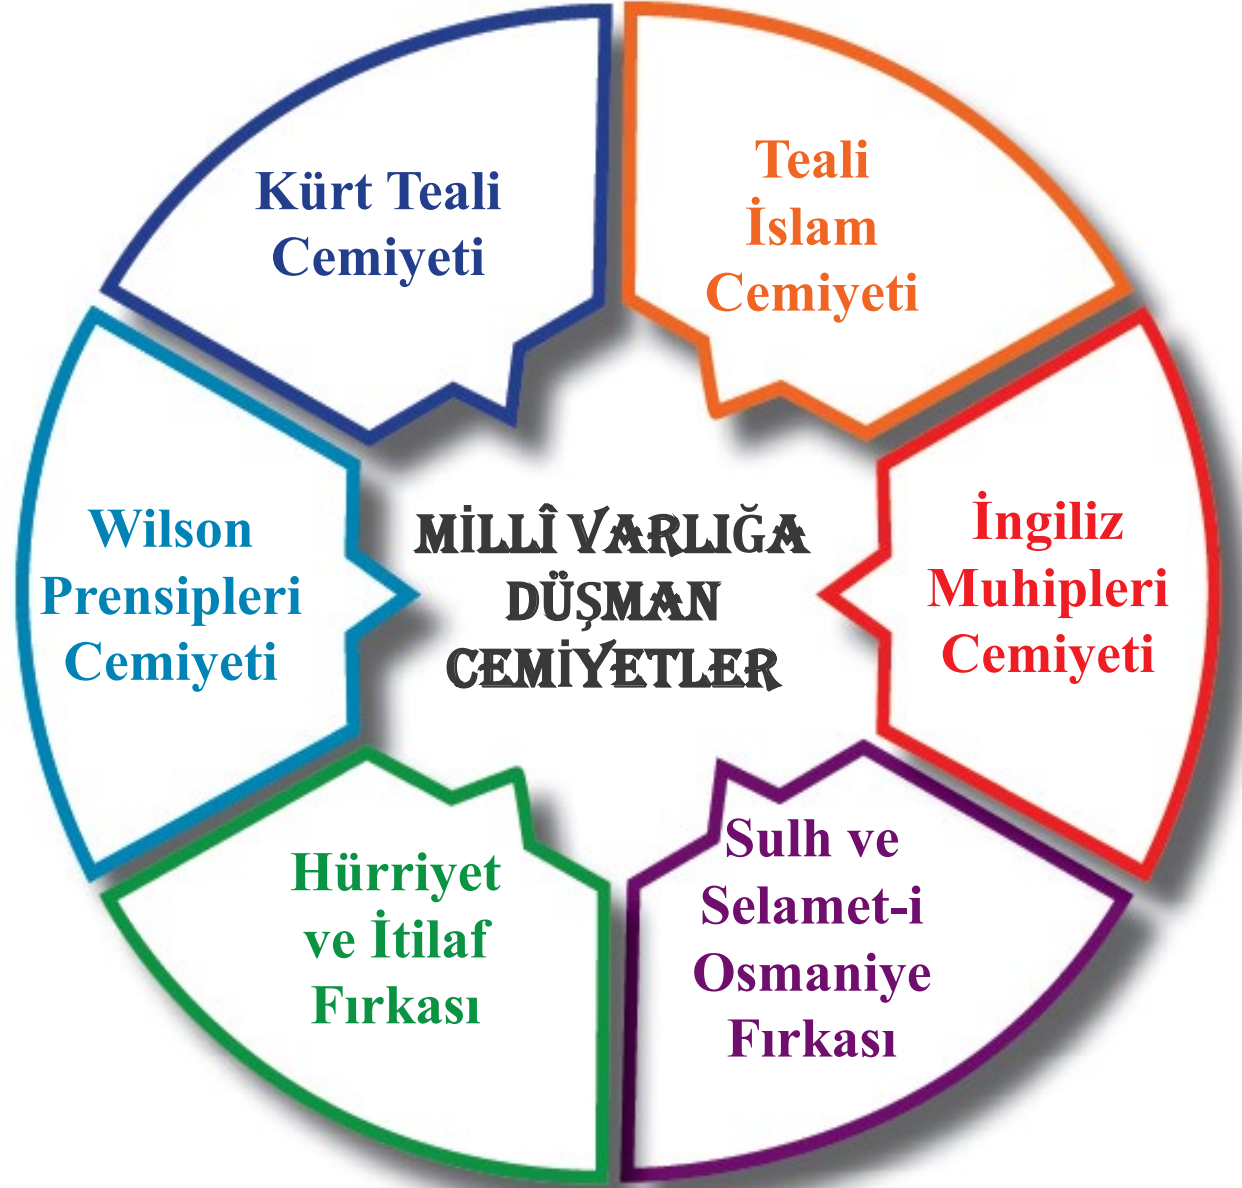 Kürt Teali
Cemiyeti
Teali
İslam
Cemiyeti
Wilson
Prensipleri
Cemiyeti
MİLLÎ VARLIĞA
DÜŞMAN
CEMİYETLER
İngiliz
Muhipleri
Cemiyeti
Hürriyet
ve İtilaf
Fırkası
Sulh ve
Selamet-i
Osmaniye
Fırkası